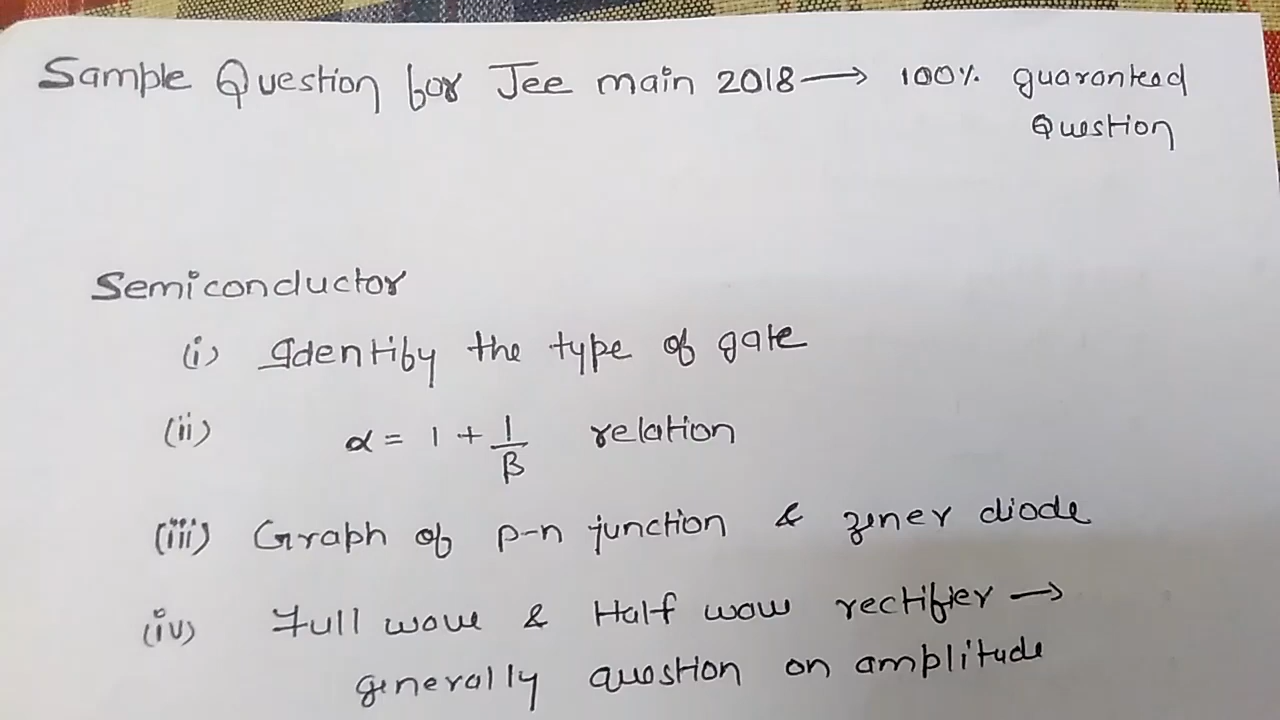 Sample Question for Jee main 2018 → 100% guaranteed
Question
Semiconductor
(i) Identify the type of gate
(ii) α = 1 + 1/β relation
(iii) Graph of p-n junction & zener diode
(iv) Full wave & Half wave rectifier →
generally question on amplitude